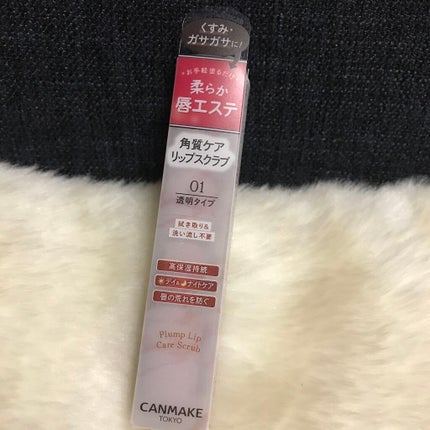 くすみ・
ガサガサに!
お手軽塗るだけ
柔らか
唇エステ
角質ケア
リップスクラブ
01
透明タイプ
拭き取り&
洗い流し不要
高保湿持続
デイ&ナイトケア
唇の荒れを防ぐ
Plump Lip
Care Scrub
CANMAKE
TOKYO